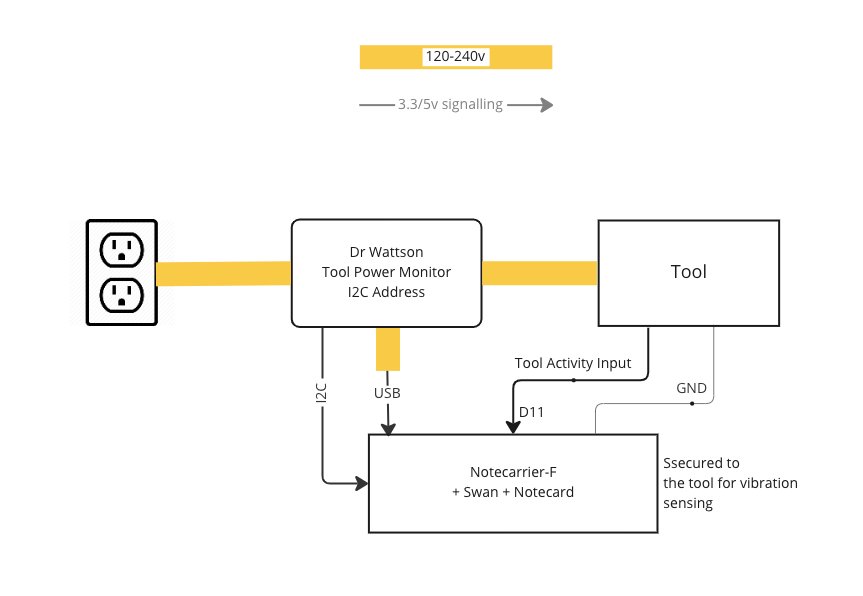 120-240v
3.3/5v signalling
Dr Wattson
Tool Power Monitor
I2C Address
Tool
Tool Activity Input
I2C
USB
GND
D11
Notecarrier-F
+ Swan + Notecard
Ssecured to
the tool for vibration
sensing